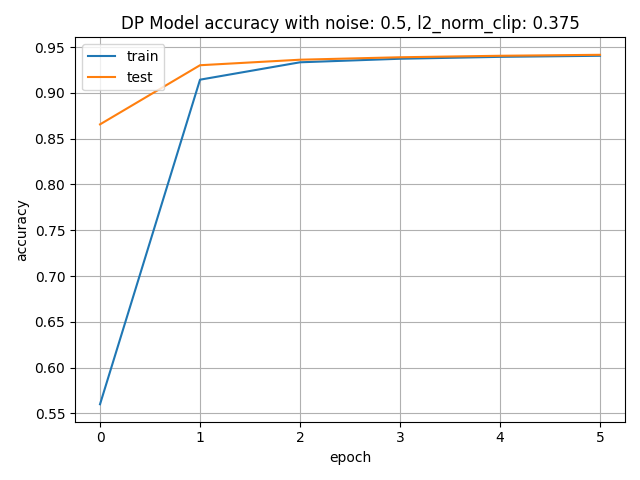 DP Model accuracy with noise: 0.5, l2_norm_clip: 0.375
train
test
0.95
0.90
0.85
0.80
0.75
0.70
0.65
0.60
0.55
accuracy
0 1 2 3 4 5
epoch